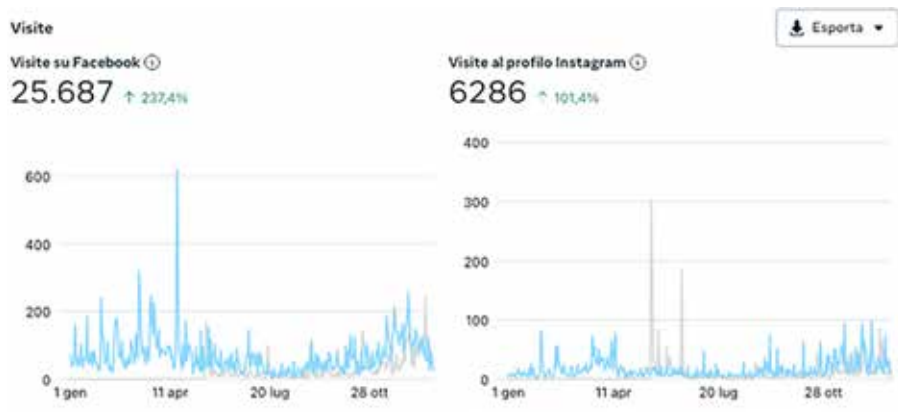 Visite
Esporta
Visite su Facebook
25.687 ↑ 237,4%
600
400
200
0
1 gen
11 apr
20 lug
28 ott
Visite al profilo Instagram
6286 ↑ 101,4%
400
300
200
100
0
1 gen
11 apr
20 lug
28 ott